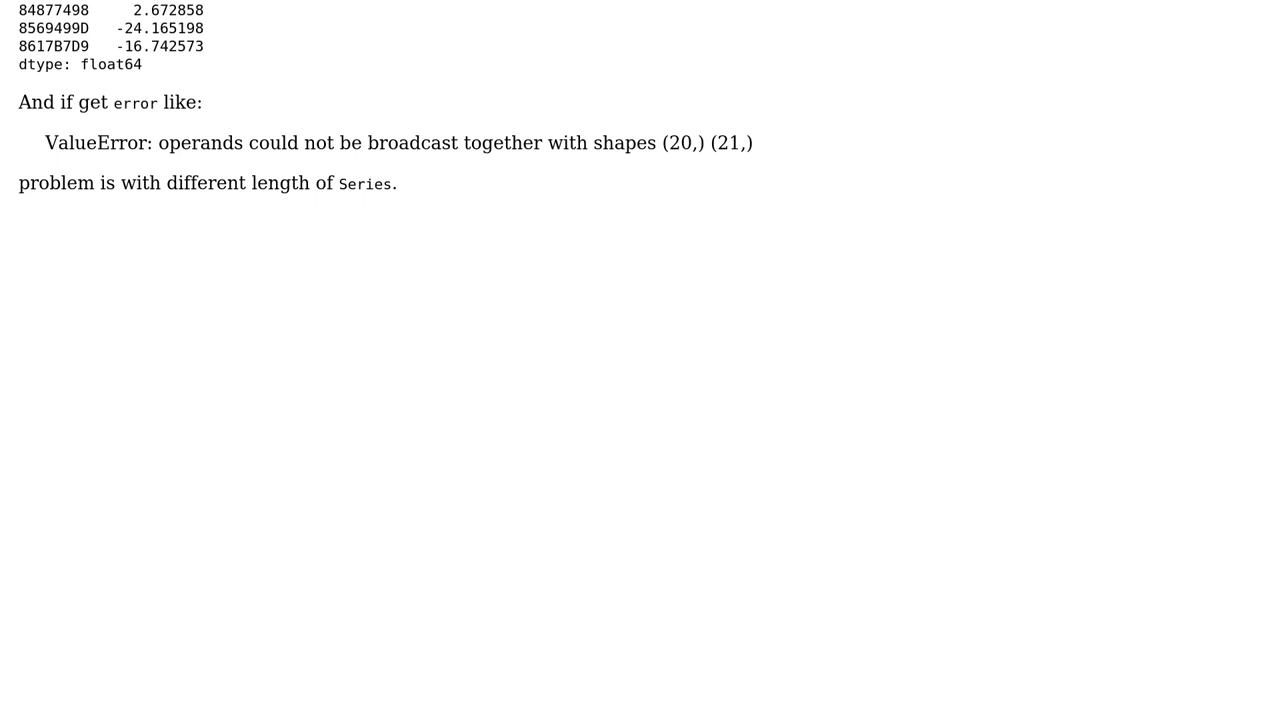 84877498     2.672858
8569499D   -24.165198
8617B7D9   -16.742573
dtype: float64
And if get error like:
ValueError: operands could not be broadcast together with shapes (20,) (21,)
problem is with different length of Series.